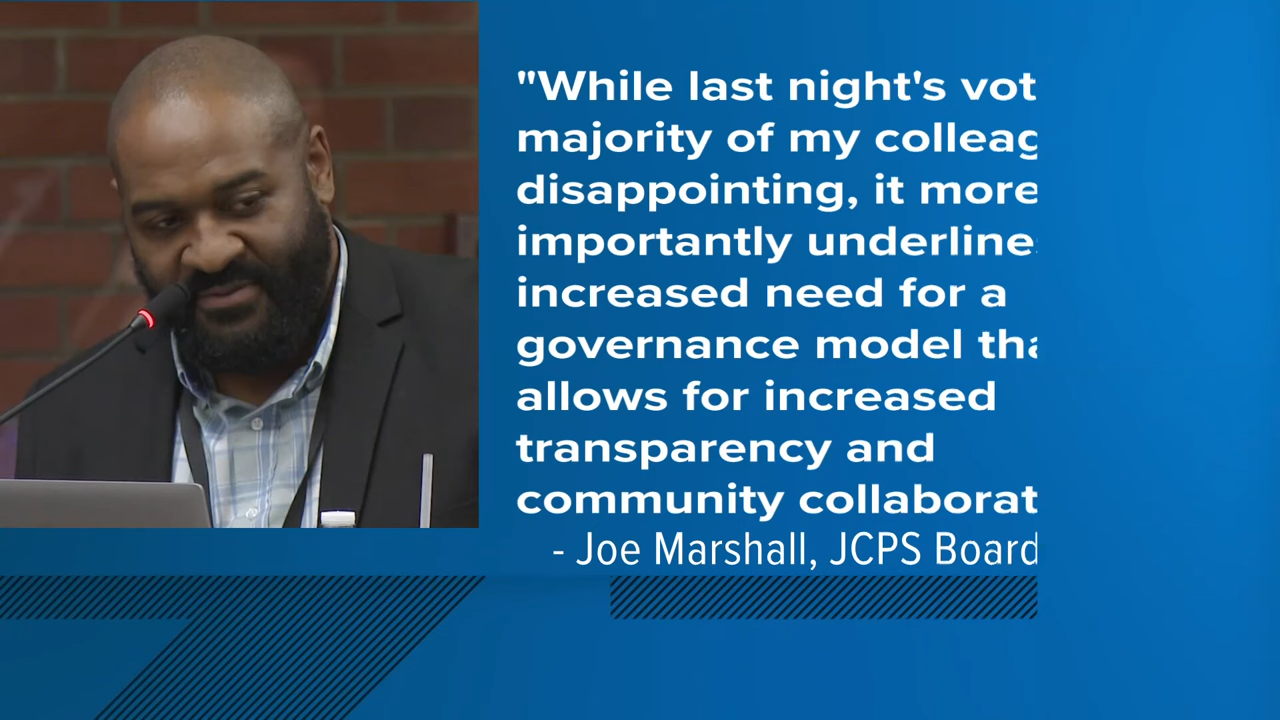 "While last night's vot
majority of my colleag
disappointing, it more
importantly underline
increased need for a
governance model tha
allows for increased
transparency and
community collaborat
- Joe Marshall, JCPS Board